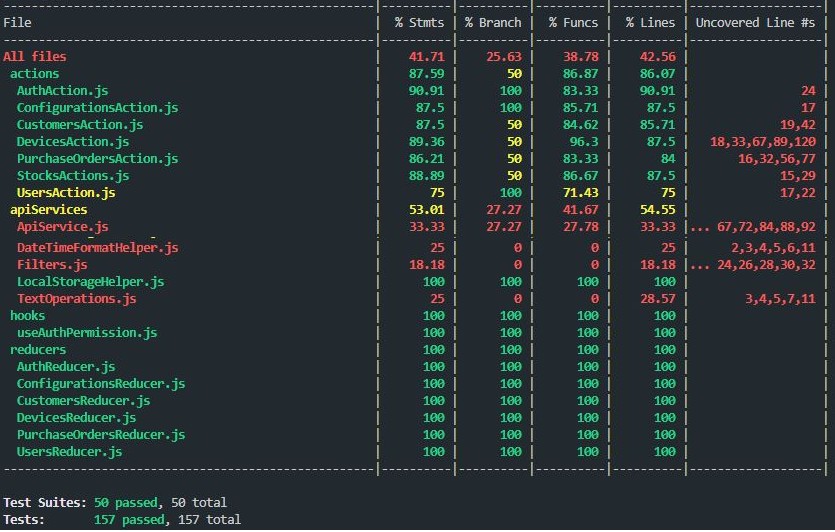 File | % Stmts | % Branch | % Funcs | % Lines | Uncovered Line #s |
All files | 41.71 | 25.63 | 38.78 | 42.56 | |
actions | 87.59 | 50 | 86.87 | 86.07 | |
AuthAction.js | 90.91 | 100 | 83.33 | 90.91 | 24 |
ConfigurationsAction.js | 87.5 | 100 | 85.71 | 87.5 | 17 |
CustomersAction.js | 87.5 | 50 | 84.62 | 85.71 | 19,42 |
DevicesAction.js | 89.36 | 50 | 96.3 | 87.5 | 18,33,67,89,120 |
PurchaseOrdersAction.js | 86.21 | 50 | 83.33 | 84 | 16,32,56,77 |
StocksActions.js | 88.89 | 50 | 86.67 | 87.5 | 15,29 |
UsersAction.js | 75 | 100 | 71.43 | 75 | 17,22 |
apiServices | 53.01 | 27.27 | 41.67 | 54.55 | |
ApiService.js | 33.33 | 27.27 | 27.78 | 33.33 |... 67,72,84,88,92 |
DateTimeFormatHelper.js | 25 | 0 | 0 | 25 | 2,3,4,5,6,11 |
Filters.js | 18.18 | 0 | 0 | 18.18 |... 24,26,28,30,32 |
LocalStorageHelper.js | 100 | 100 | 100 | 100 | |
TextOperations.js | 25 | 0 | 0 | 28.57 | 3,4,5,7,11 |
hooks | 100 | 100 | 100 | 100 | |
useAuthPermission.js | 100 | 100 | 100 | 100 | |
reducers | 100 | 100 | 100 | 100 | |
AuthReducer.js | 100 | 100 | 100 | 100 | |
ConfigurationsReducer.js | 100 | 100 | 100 | 100 | |
CustomersReducer.js | 100 | 100 | 100 | 100 | |
DevicesReducer.js | 100 | 100 | 100 | 100 | |
PurchaseOrdersReducer.js | 100 | 100 | 100 | 100 | |
UsersReducer.js | 100 | 100 | 100 | 100 | |
Test Suites: 50 passed, 50 total
Tests: 157 passed, 157 total